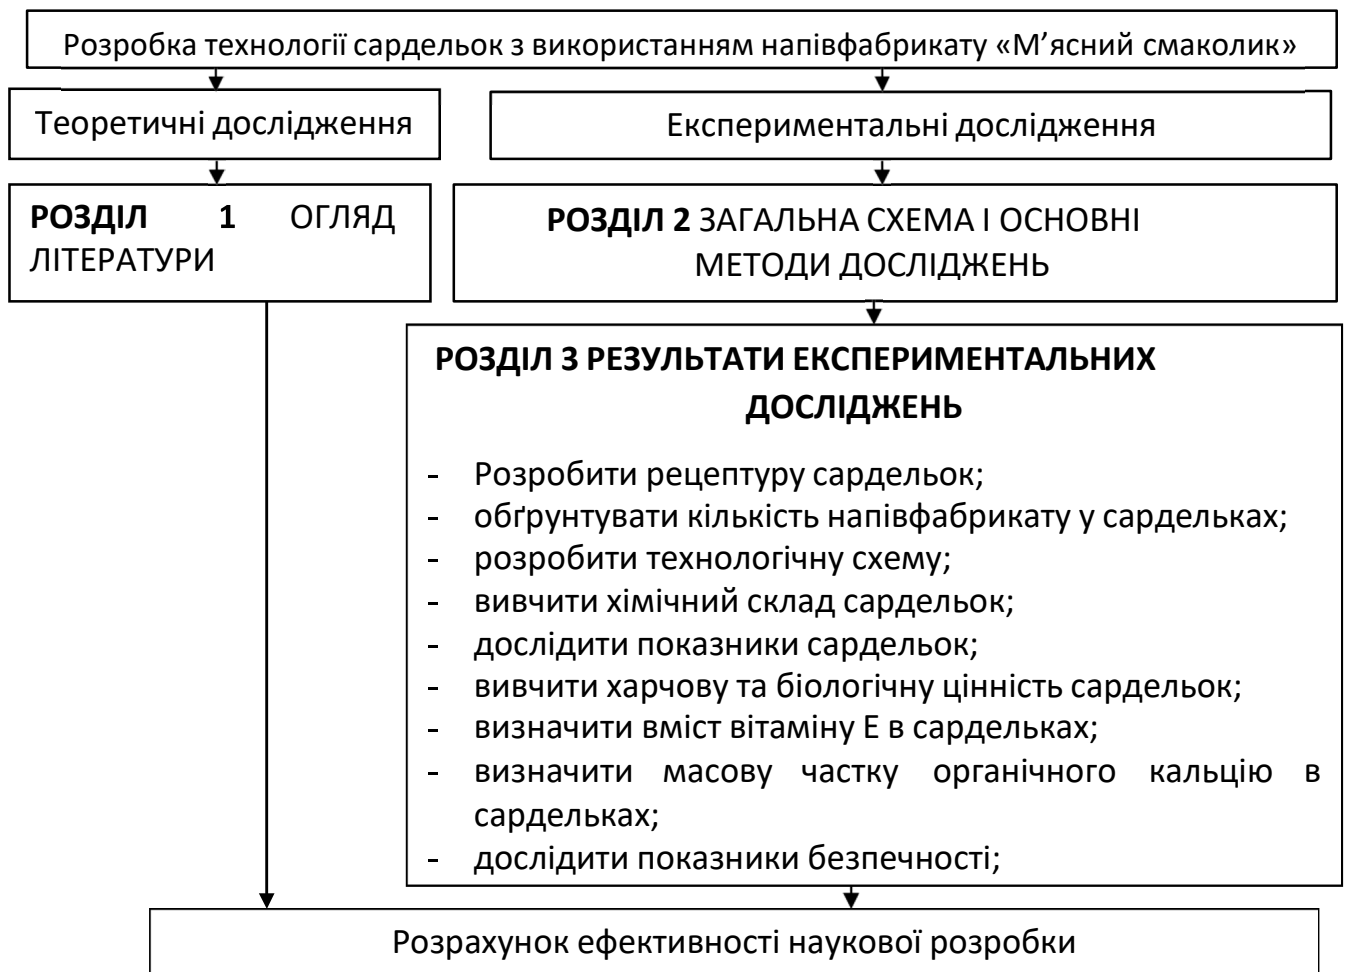 Розробка технології сардельок з використанням напівфабрикату «М’ясний смаколик»
Теоретичні дослідження
Експериментальні дослідження
РОЗДІЛ 1 ОГЛЯД
ЛІТЕРАТУРИ
РОЗДІЛ 2 ЗАГАЛЬНА СХЕМА І ОСНОВНІ
МЕТОДИ ДОСЛІДЖЕНЬ
РОЗДІЛ 3 РЕЗУЛЬТАТИ ЕКСПЕРИМЕНТАЛЬНИХ
ДОСЛІДЖЕНЬ
- Розробити рецептуру сардельок;
- обґрунтувати кількість напівфабрикату у сардельках;
- розробити технологічну схему;
- вивчити хімічний склад сардельок;
- дослідити показники сардельок;
- вивчити харчову та біологічну цінність сардельок;
- визначити вміст вітаміну Е в сардельках;
- визначити масову частку органічного кальцію в
сардельках;
- дослідити показники безпечності;
Розрахунок ефективності наукової розробки